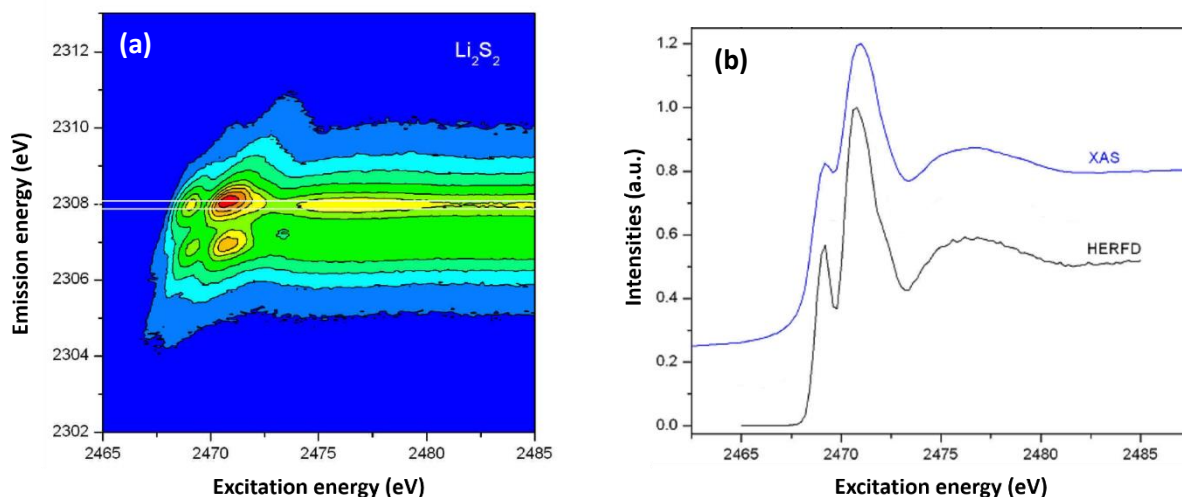 (a)
Li2S2
2312
2310
2308
2306
2304
2302
2465
2470
2475
2480
2485
Emission energy (eV)
Excitation energy (eV)
(b)
1.2
1.0
0.8
0.6
0.4
0.2
0.0
XAS
HERFD
2465
2470
2475
2480
2485
Intensities (a.u.)
Excitation energy (eV)